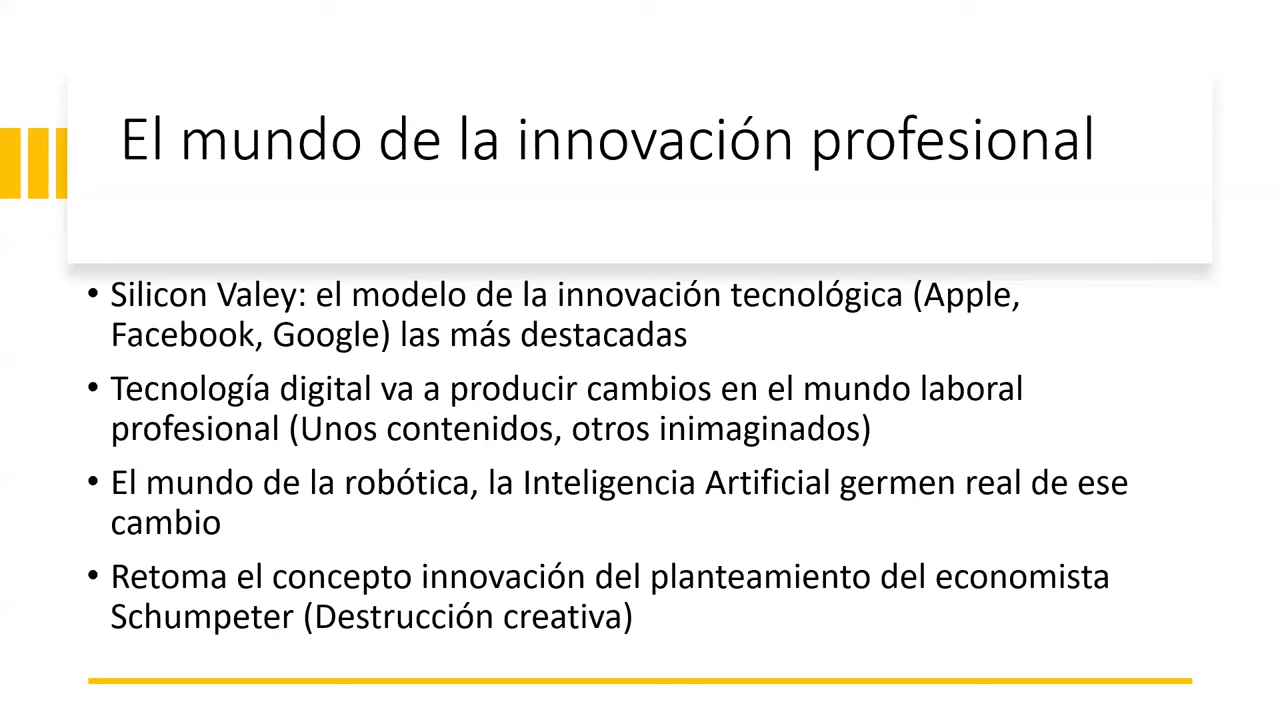 El mundo de la innovación profesional
• Silicon Valey: el modelo de la innovación tecnológica (Apple,
Facebook, Google) las más destacadas
• Tecnología digital va a producir cambios en el mundo laboral
profesional (Unos contenidos, otros inimaginados)
• El mundo de la robótica, la Inteligencia Artificial germen real de ese
cambio
• Retoma el concepto innovación del planteamiento del economista
Schumpeter (Destrucción creativa)